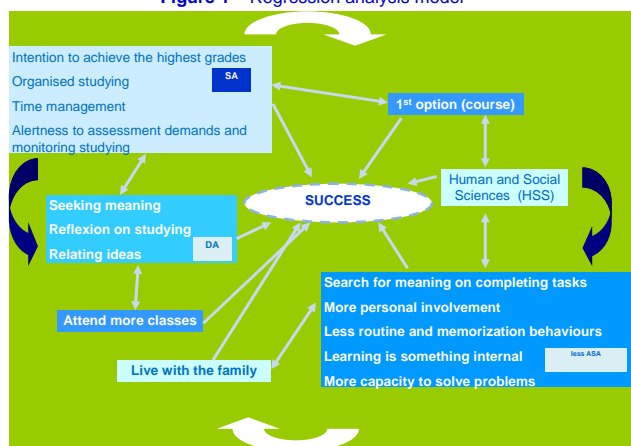 Figure 1 – Regression analysis model
Intention to achieve the highest grades
Organised studying
SA
Time management
Alertness to assessment demands and
monitoring studying
1st option (course)
Human and Social
Sciences (HSS)
SUCCESS
Seeking meaning
Reflexion on studying
Relating ideas
DA
Attend more classes
Live with the family
Search for meaning on completing tasks
More personal involvement
Less routine and memorization behaviours
Learning is something internal
less ASA
More capacity to solve problems